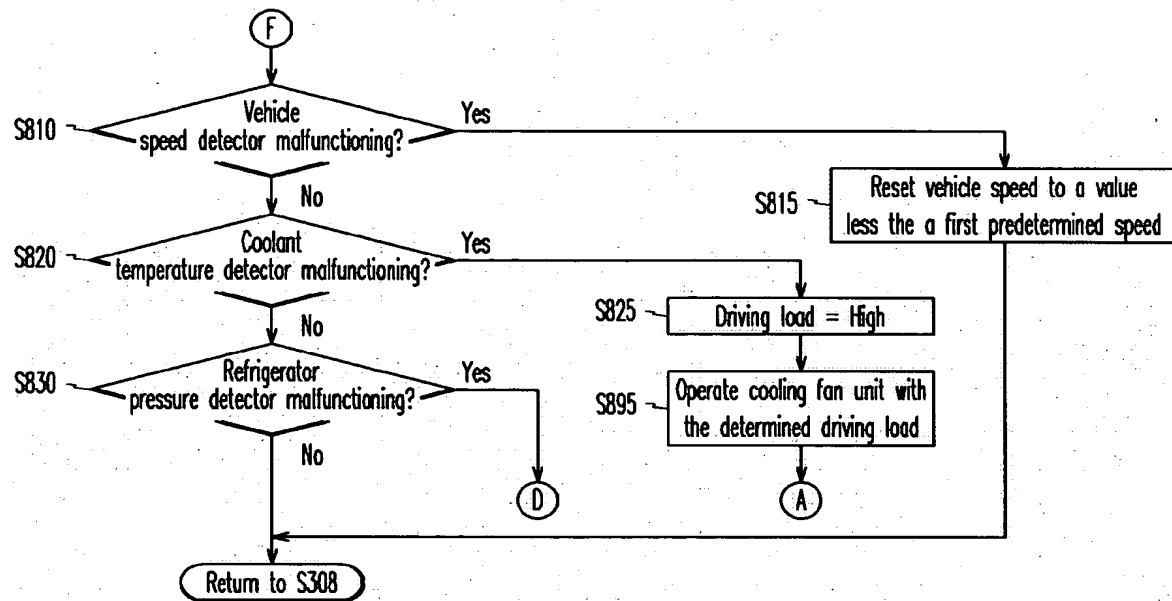 F
Vehicle
speed detector malfunctioning?
S810
Yes
No
Reset vehicle speed to a value
less the a first predetermined speed
S815
Coolant
temperature detector malfunctioning?
S820
Yes
No
S825
Driving load = High
Refrigerator
pressure detector malfunctioning?
S830
Yes
No
S895
Operate cooling fan unit with
the determined driving load
D
A
Return to S308